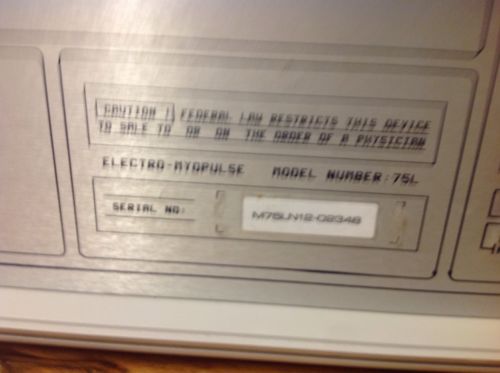 CAUTION | FEDERAL LAW RESTRICTS THIS DEVICE
TO SALE TO OR ON THE ORDER OF A PHYSICIAN
ELECTRO-MYOPULSE MODEL NUMBER:75L
SERIAL NO: M75LN12-02346